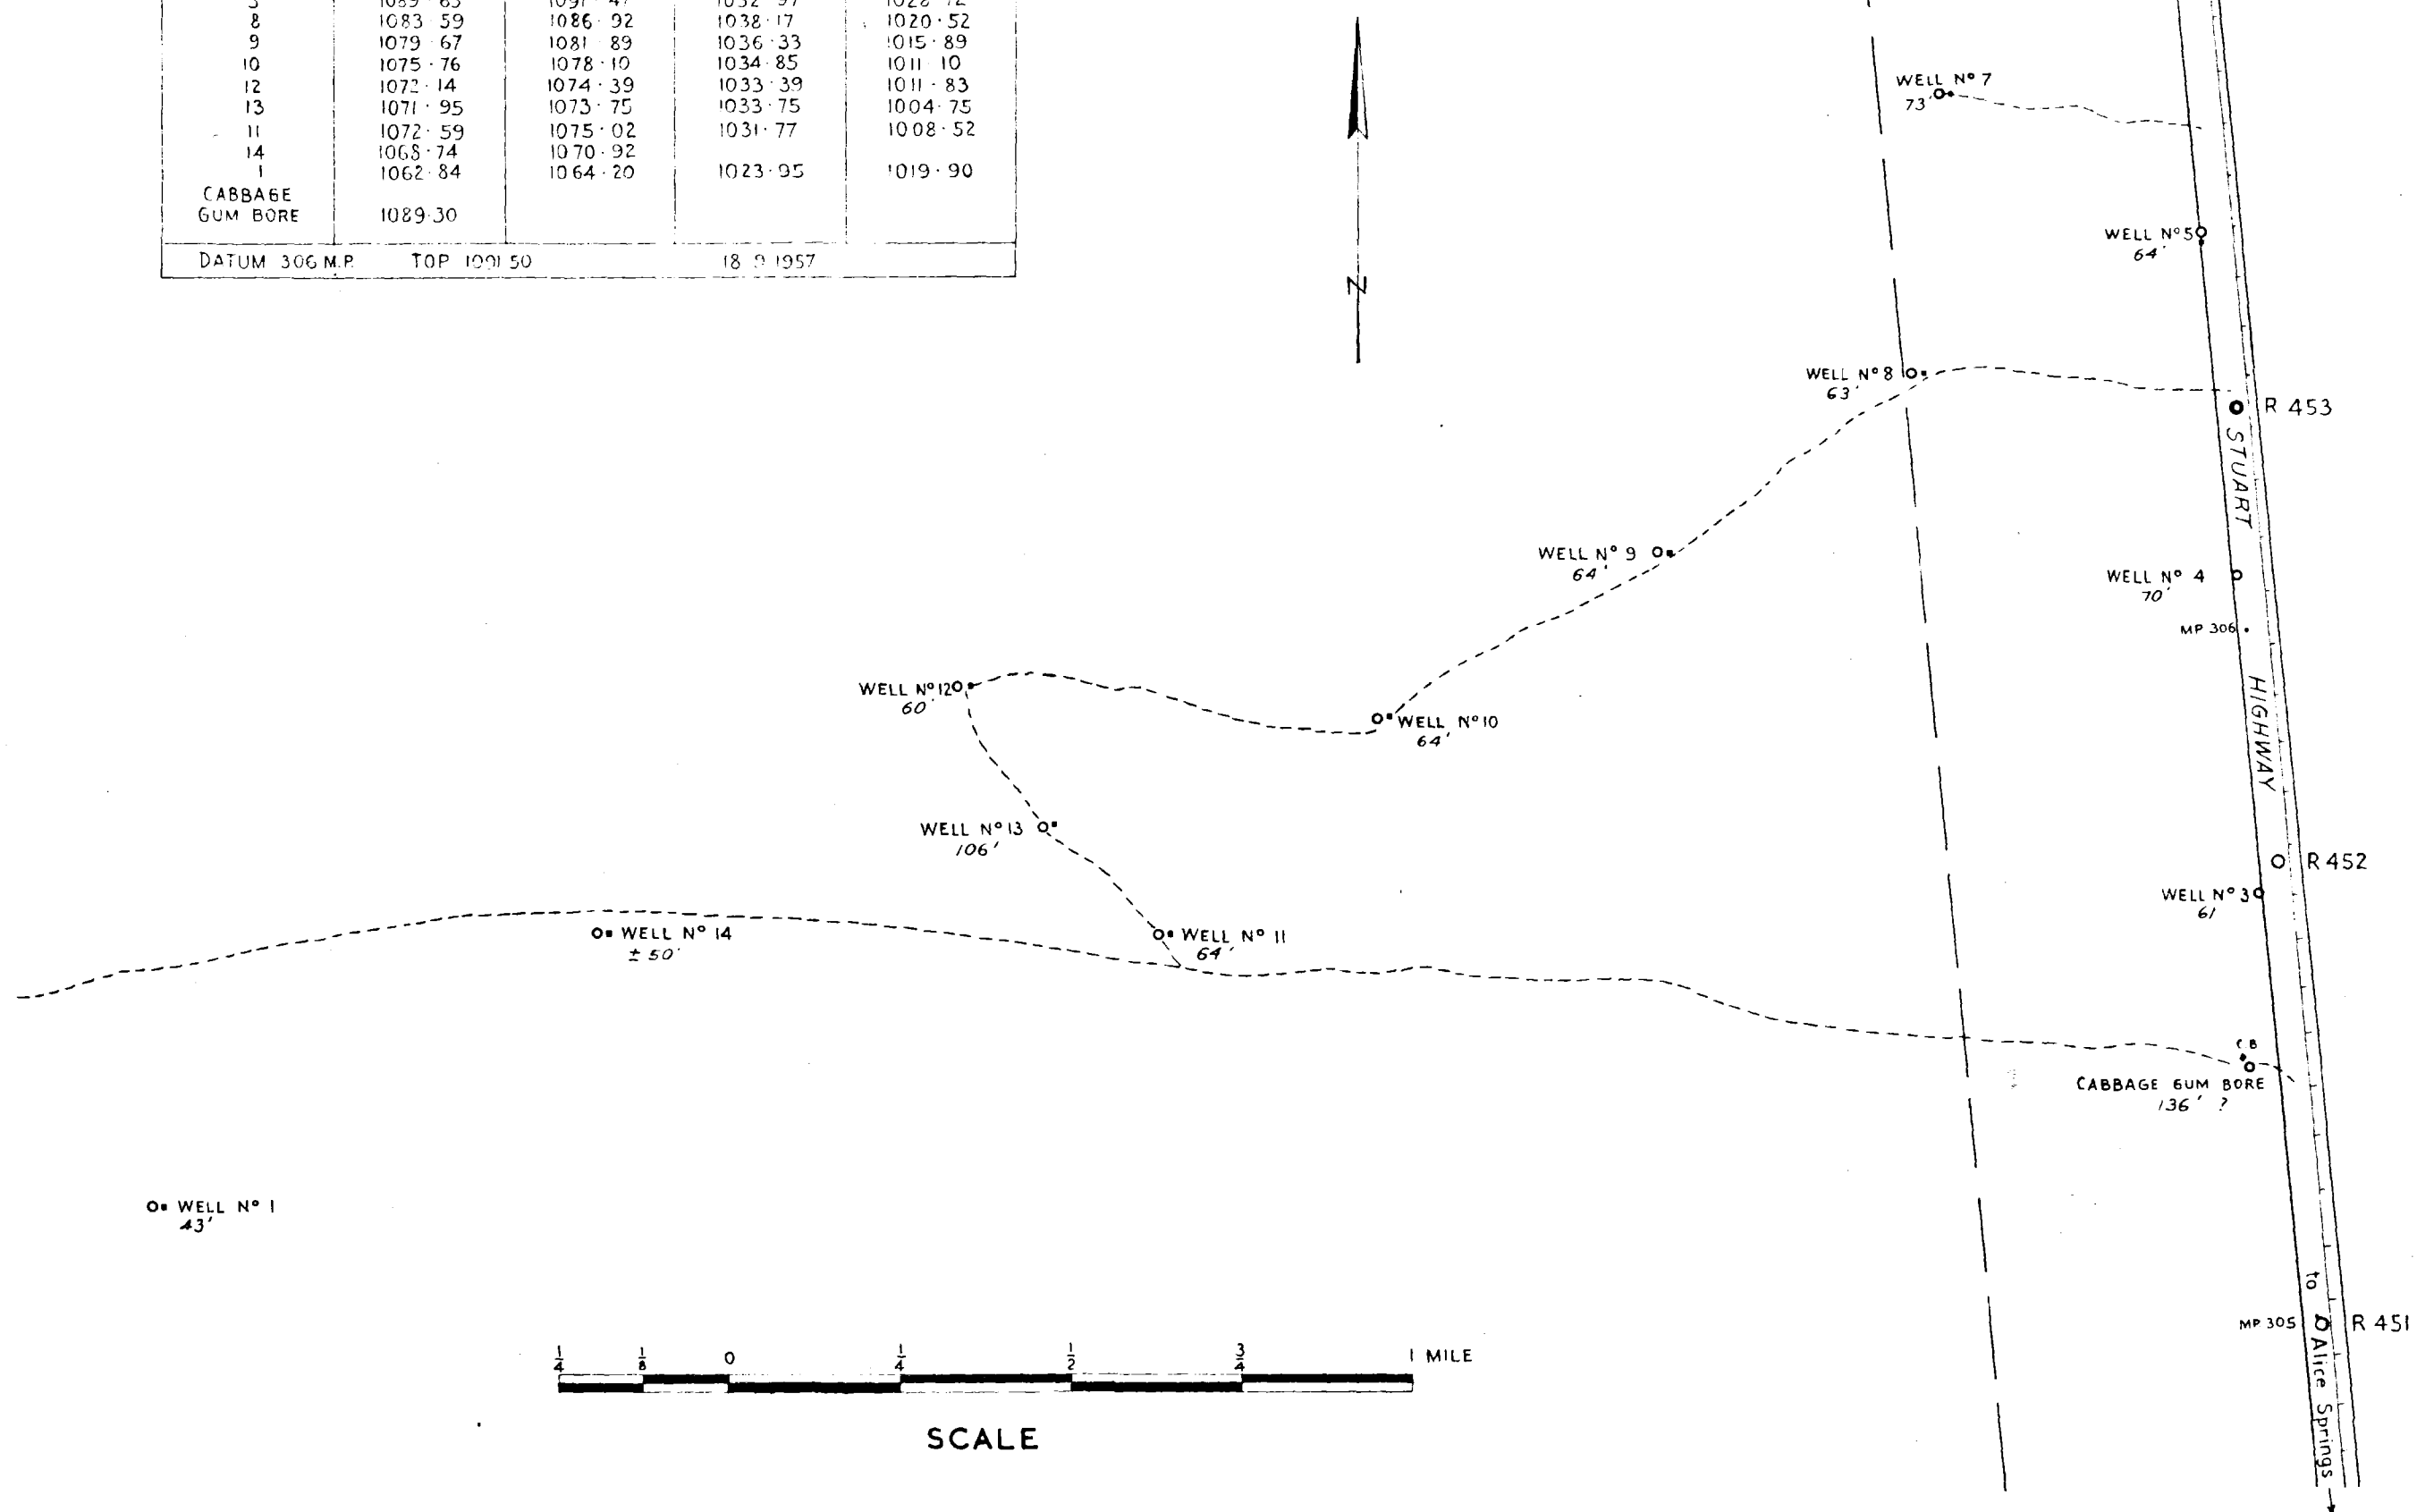 8 1083·59 1086·92 1038·17 1020·52
9 1079·67 1081·89 1036·33 1015·89
10 1075·76 1078·10 1034·85 1011·10
12 1072·14 1074·39 1033·39 1011·83
13 1071·95 1073·75 1033·75 1004·75
11 1072·59 1075·02 1031·77 1008·52
14 1068·74 1070·92
1 1062·84 1064·20 1023·95 1019·90
CABBAGE
GUM BORE 1089·30
DATUM 306 M.P. TOP 1091 50 18 9 1957
N
WELL Nº 7
73'
WELL Nº 5
64'
WELL Nº 8
63'
R 453
STUART
WELL Nº 9
64'
WELL Nº 4
70'
MP 306
HIGHWAY
WELL Nº 12
60'
WELL Nº 10
64'
WELL Nº 13
106'
R 452
WELL Nº 3
61
WELL Nº 14
± 50'
WELL Nº 11
64'
C B
CABBAGE GUM BORE
136' ?
WELL Nº 1
43'
to Alice Springs
MP 305
R 451
1/4 1/8 0 1/4 1/2 3/4 1 MILE
SCALE